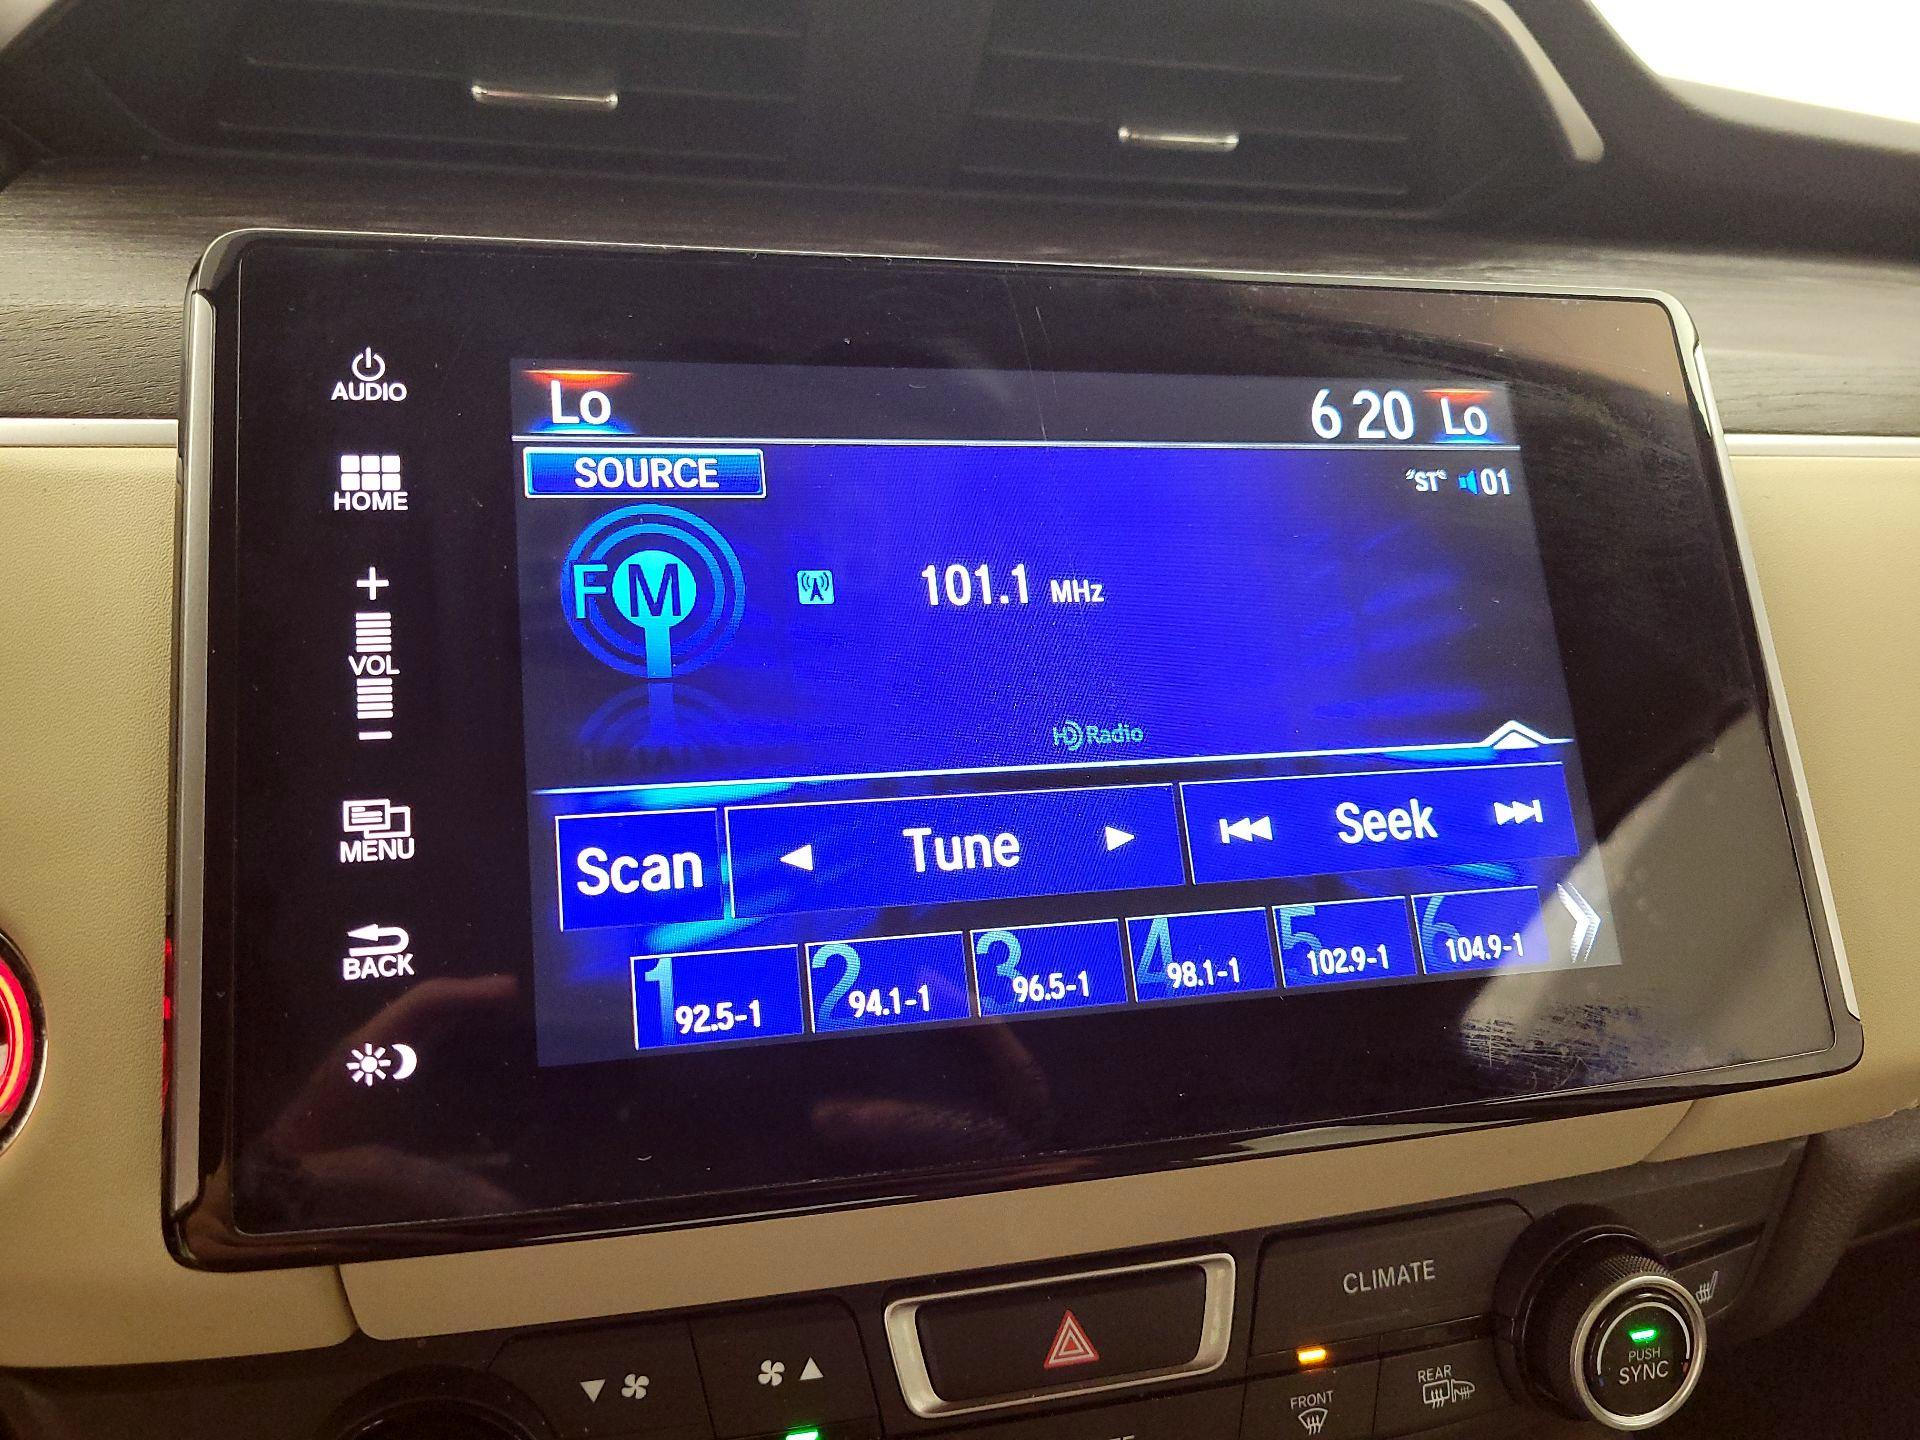 AUDIO
HOME
+
VOL
−
MENU
BACK
Lo
6 20 Lo
SOURCE
"ST" 01
FM
101.1 MHz
HD Radio
Scan
Tune
Seek
1 92.5-1
2 94.1-1
3 96.5-1
4 98.1-1
5 102.9-1
6 104.9-1
CLIMATE
FRONT
REAR
PUSH
SYNC